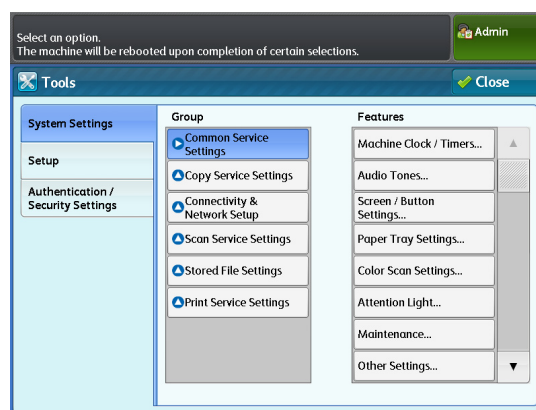 Select an option.
The machine will be rebooted upon completion of certain selections.
Admin
Tools
Close
System Settings
Setup
Authentication /
Security Settings
Group
Common Service
Settings
Copy Service Settings
Connectivity &
Network Setup
Scan Service Settings
Stored File Settings
Print Service Settings
Features
Machine Clock / Timers...
Audio Tones...
Screen / Button
Settings...
Paper Tray Settings...
Color Scan Settings...
Attention Light...
Maintenance...
Other Settings...